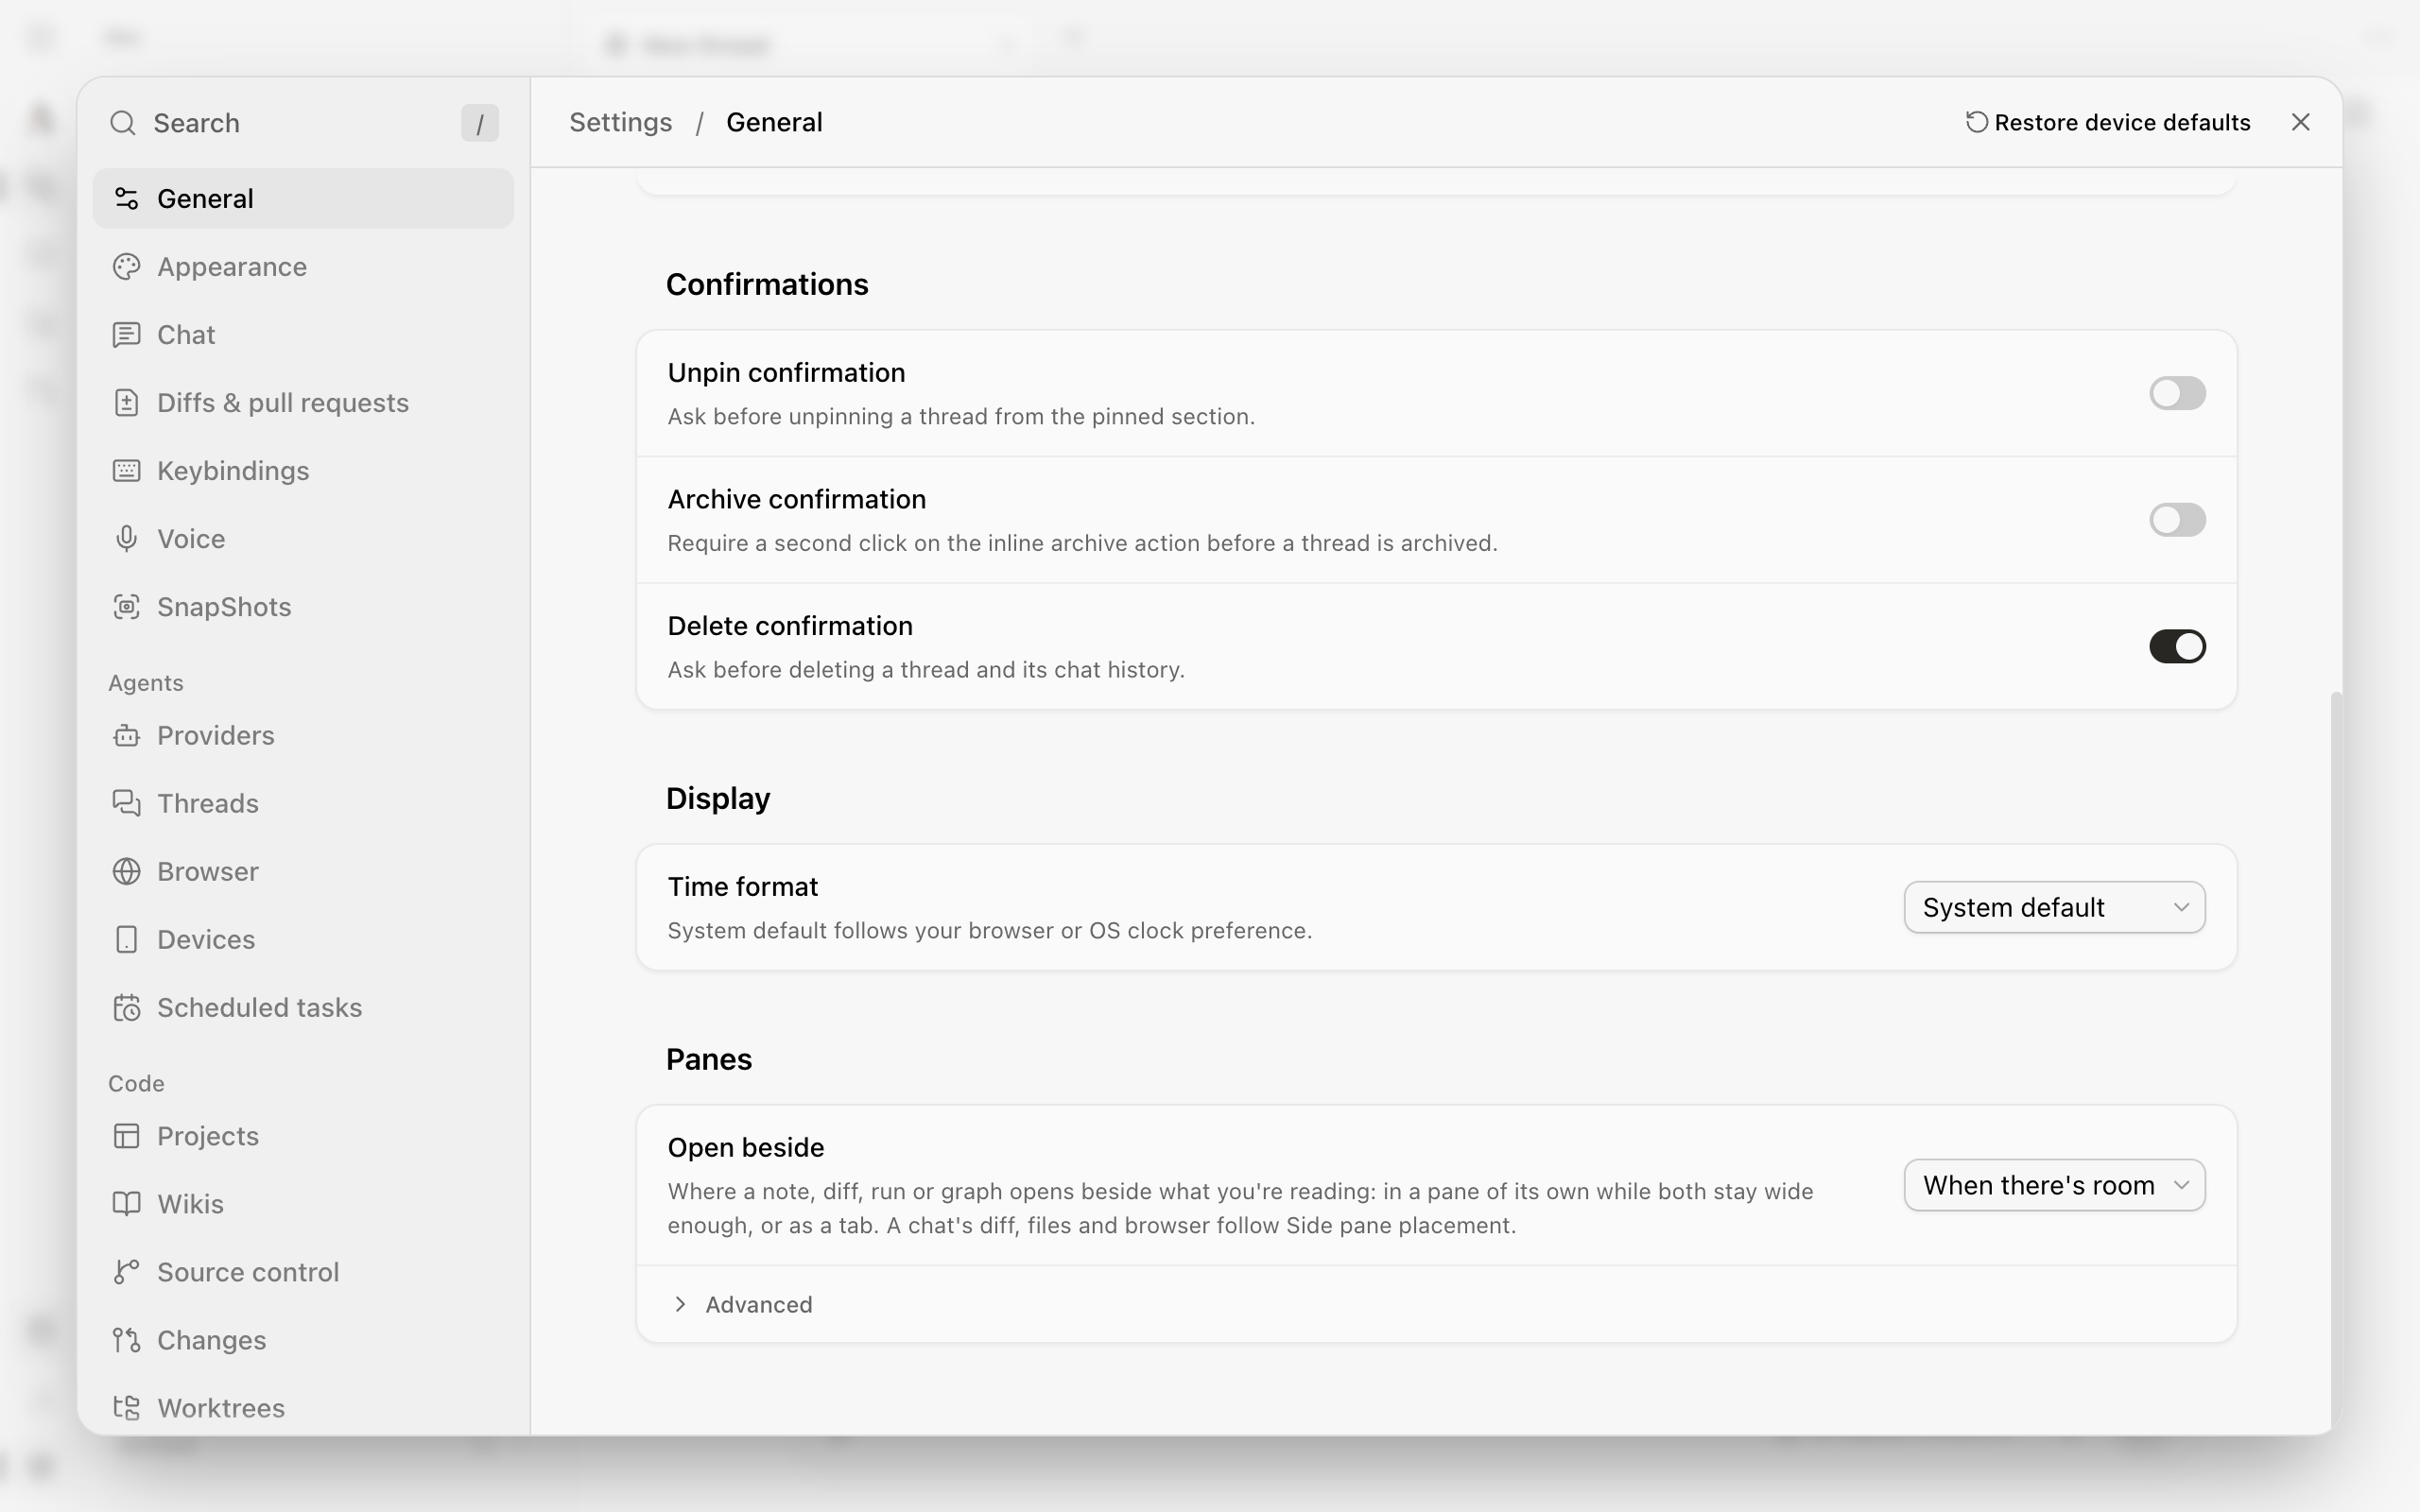 Search
/
General
Appearance
Chat
Diffs & pull requests
Keybindings
Voice
SnapShots
Agents
Providers
Threads
Browser
Devices
Scheduled tasks
Code
Projects
Wikis
Source control
Changes
Worktrees
Settings / General
Restore device defaults
Confirmations
Unpin confirmation
Ask before unpinning a thread from the pinned section.
Archive confirmation
Require a second click on the inline archive action before a thread is archived.
Delete confirmation
Ask before deleting a thread and its chat history.
Display
Time format
System default follows your browser or OS clock preference.
System default
Panes
Open beside
Where a note, diff, run or graph opens beside what you're reading: in a pane of its own while both stay wide
enough, or as a tab. A chat's diff, files and browser follow Side pane placement.
When there's room
Advanced